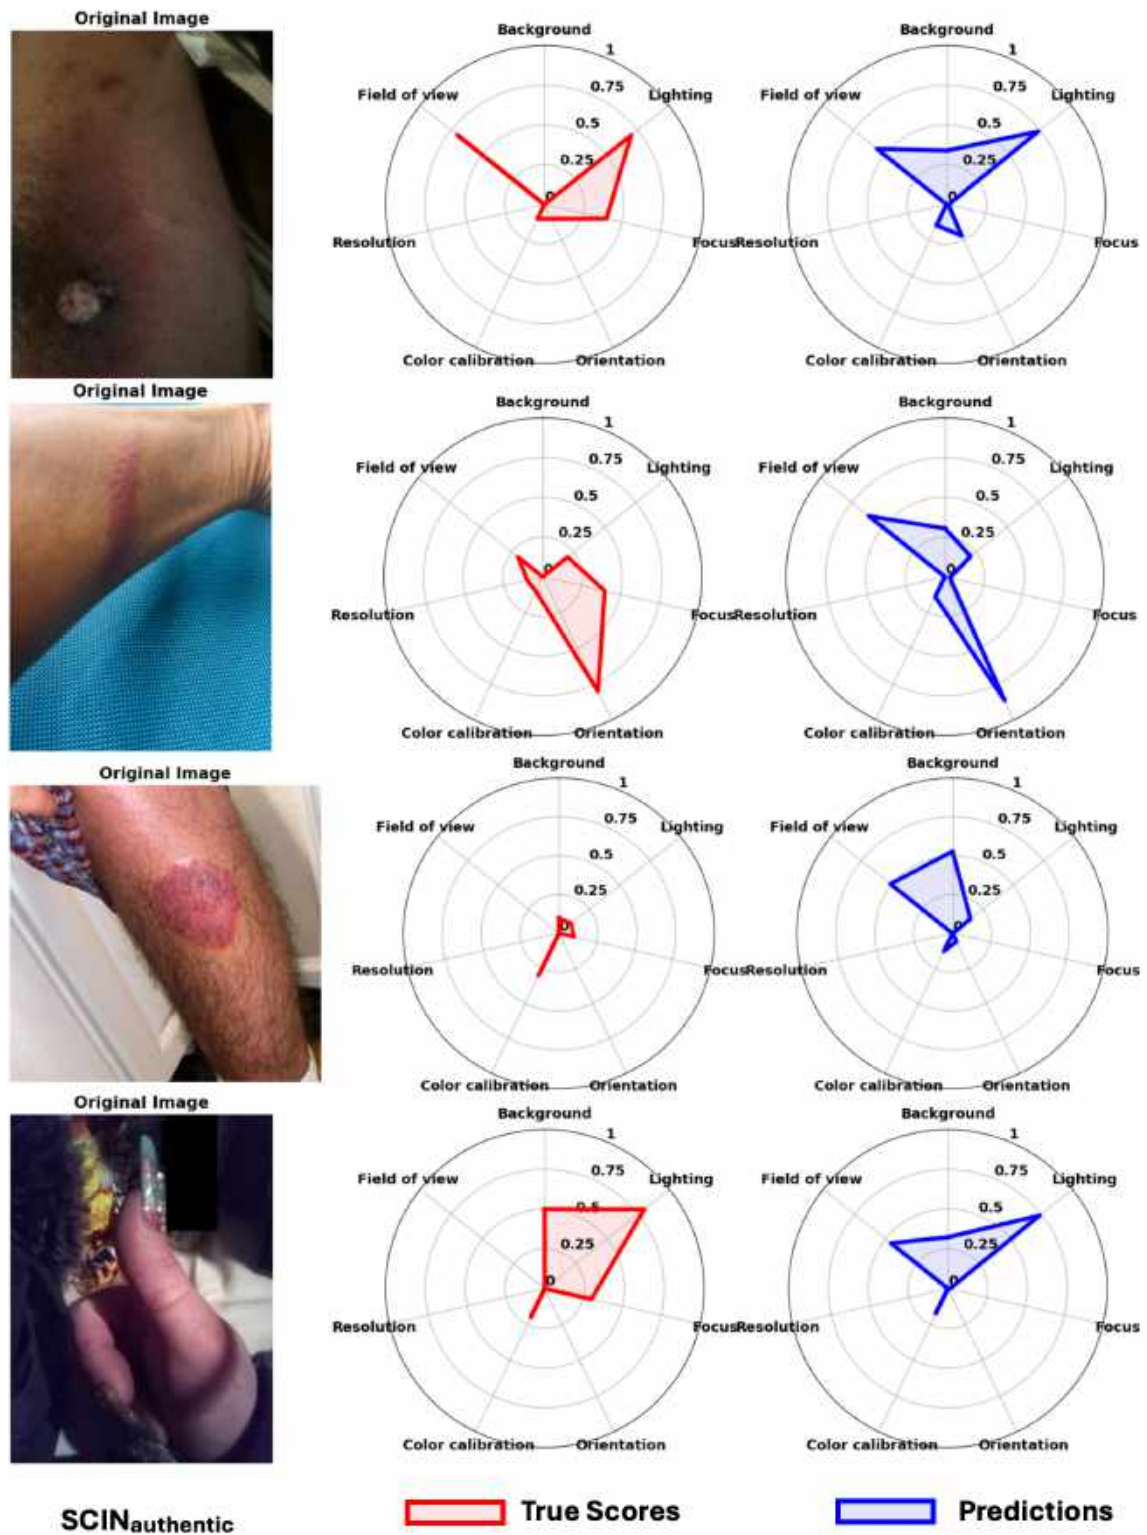 Original Image
Background
1
0.75
0.5
0.25
0
Field of view
Lighting
Resolution
Focus
Color calibration
Orientation
Background
1
0.75
0.5
0.25
0
Field of view
Lighting
Resolution
Focus
Color calibration
Orientation
Original Image
Background
1
0.75
0.5
0.25
0
Field of view
Lighting
Resolution
Focus
Color calibration
Orientation
Background
1
0.75
0.5
0.25
0
Field of view
Lighting
Resolution
Focus
Color calibration
Orientation
Original Image
Background
1
0.75
0.5
0.25
0
Field of view
Lighting
Resolution
Focus
Color calibration
Orientation
Background
1
0.75
0.5
0.25
0
Field of view
Lighting
Resolution
Focus
Color calibration
Orientation
Original Image
Background
1
0.75
0.5
0.25
0
Field of view
Lighting
Resolution
Focus
Color calibration
Orientation
Background
1
0.75
0.5
0.25
0
Field of view
Lighting
Resolution
Focus
Color calibration
Orientation
SCINauthentic
True Scores
Predictions